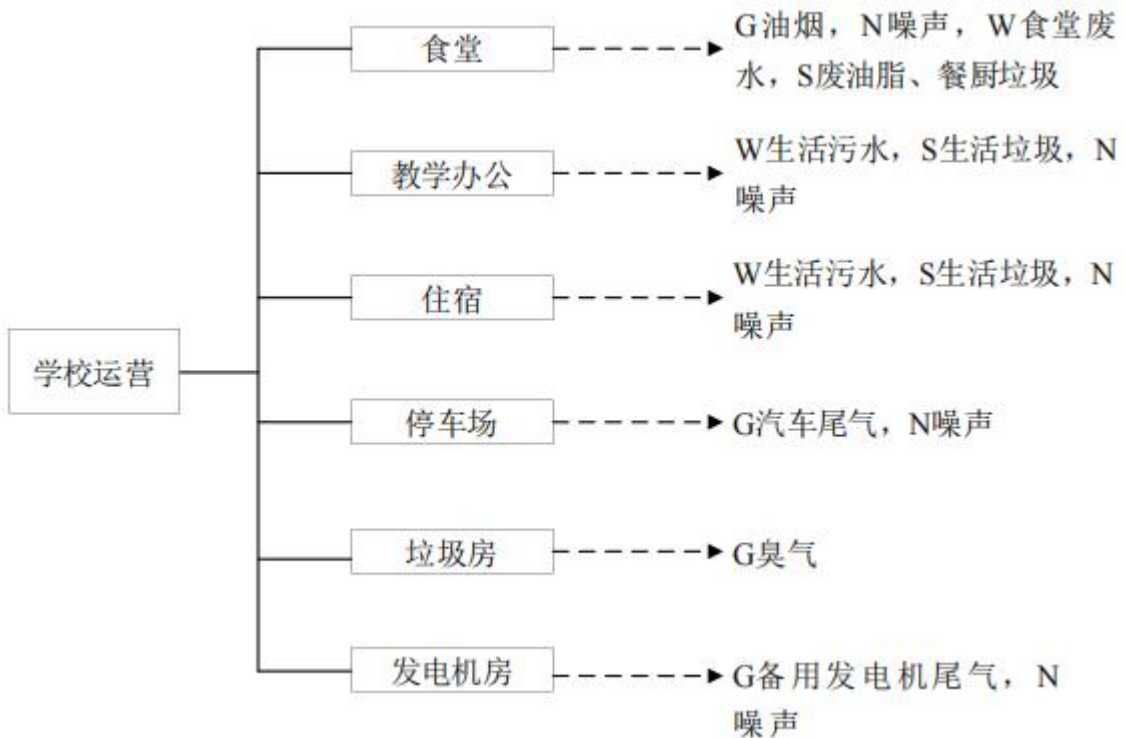 食堂
G油烟，N噪声，W食堂废
水，S废油脂、餐厨垃圾
教学办公
W生活污水，S生活垃圾，N
噪声
住宿
W生活污水，S生活垃圾，N
噪声
学校运营
停车场
G汽车尾气，N噪声
垃圾房
G臭气
发电机房
G备用发电机尾气，N
噪声